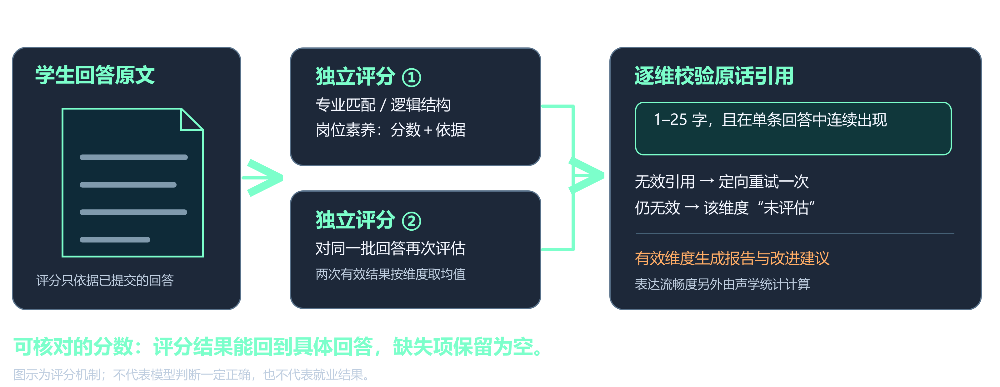 学生回答原文
评分只依据已提交的回答
独立评分 ①
专业匹配 / 逻辑结构
岗位素养：分数 + 依据
独立评分 ②
对同一批回答再次评估
两次有效结果按维度取均值
逐维校验原话引用
1–25 字，且在单条回答中连续出现
无效引用 → 定向重试一次
仍无效 → 该维度“未评估”
有效维度生成报告与改进建议
表达流畅度另外由声学统计计算
可核对的分数：评分结果能回到具体回答，缺失项保留为空。
图示为评分机制；不代表模型判断一定正确，也不代表就业结果。